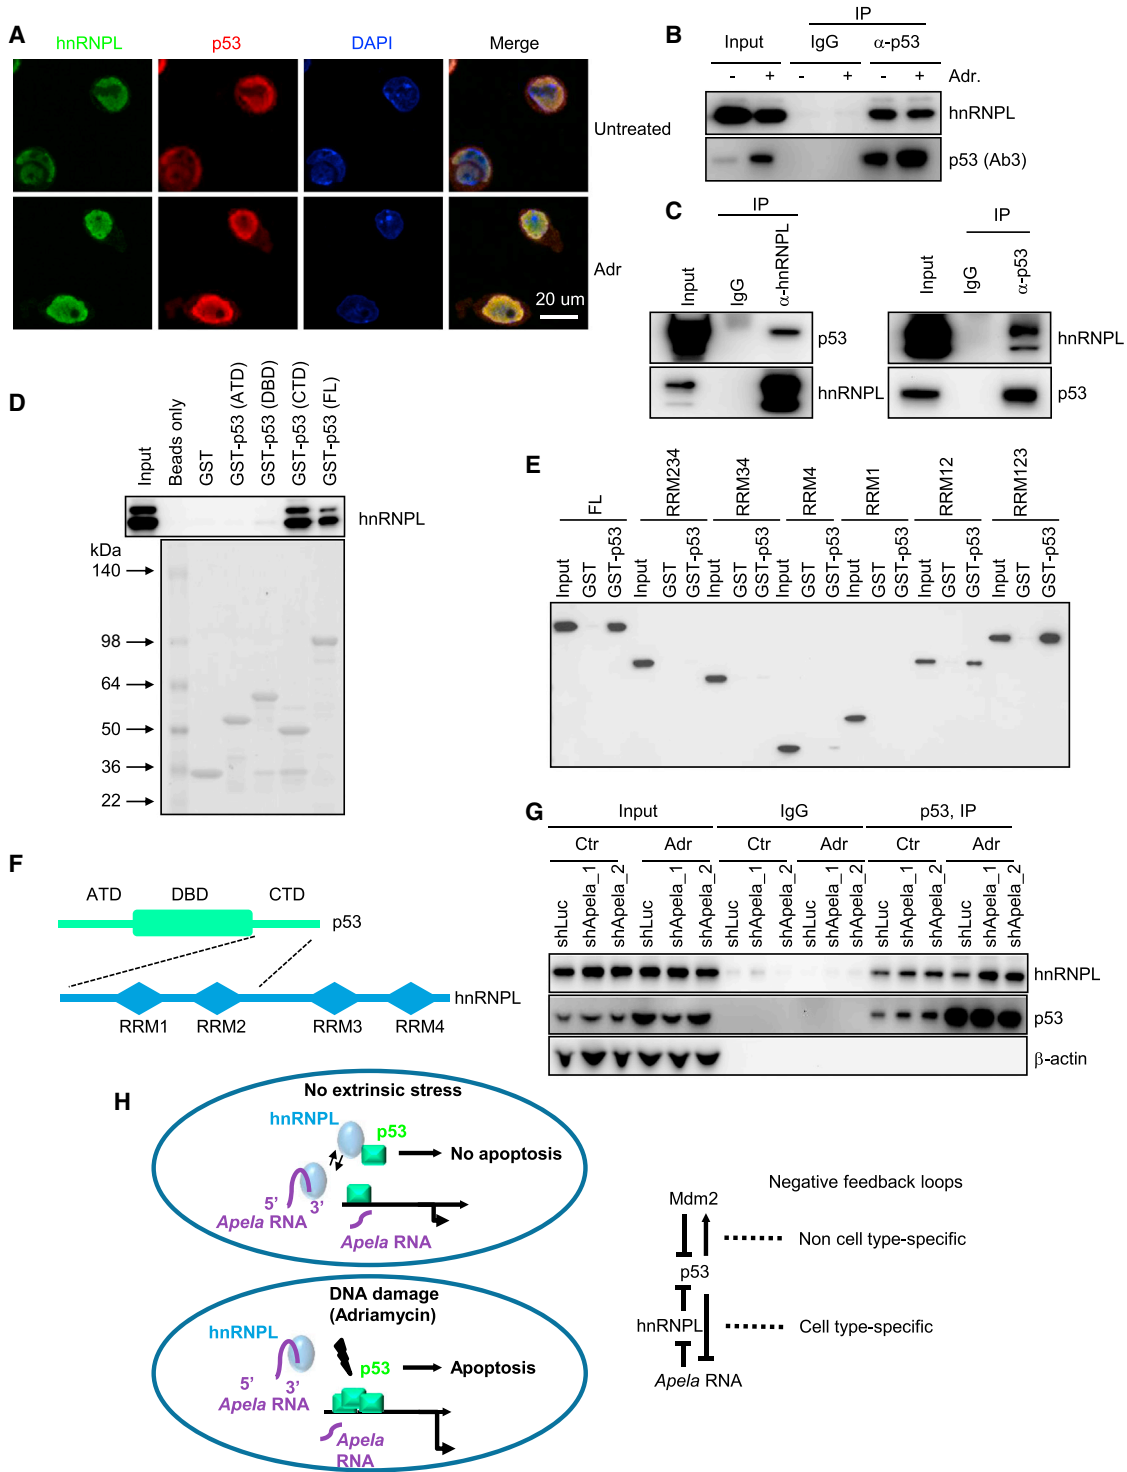 A
hnRNPL
p53
DAPI
Merge
Untreated
Adr
20 um
B
IP
Input
IgG
α-p53
- + - + - + Adr.
hnRNPL
p53 (Ab3)
C
IP
Input
IgG
α-hnRNPL
p53
hnRNPL
IP
Input
IgG
α-p53
hnRNPL
p53
D
Input
Beads only
GST
GST-p53 (ATD)
GST-p53 (DBD)
GST-p53 (CTD)
GST-p53 (FL)
hnRNPL
kDa
140
98
64
50
36
22
E
FL
RRM234
RRM34
RRM4
RRM1
RRM12
RRM123
Input GST GST-p53
Input GST GST-p53
Input GST GST-p53
Input GST GST-p53
Input GST GST-p53
Input GST GST-p53
Input GST GST-p53
F
ATD
DBD
CTD
p53
hnRNPL
RRM1
RRM2
RRM3
RRM4
G
Input
IgG
p53, IP
Ctr
Adr
Ctr
Adr
Ctr
Adr
shLuc shApela_1 shApela_2
shLuc shApela_1 shApela_2
shLuc shApela_1 shApela_2
shLuc shApela_1 shApela_2
shLuc shApela_1 shApela_2
shLuc shApela_1 shApela_2
hnRNPL
p53
β-actin
H
No extrinsic stress
hnRNPL
p53
No apoptosis
5’
3’
Apela RNA
Apela RNA
DNA damage
(Adriamycin)
hnRNPL
p53
Apoptosis
5’
3’
Apela RNA
Apela
RNA
Negative feedback loops
Mdm2
Non cell type-specific
p53
hnRNPL
Cell type-specific
Apela RNA